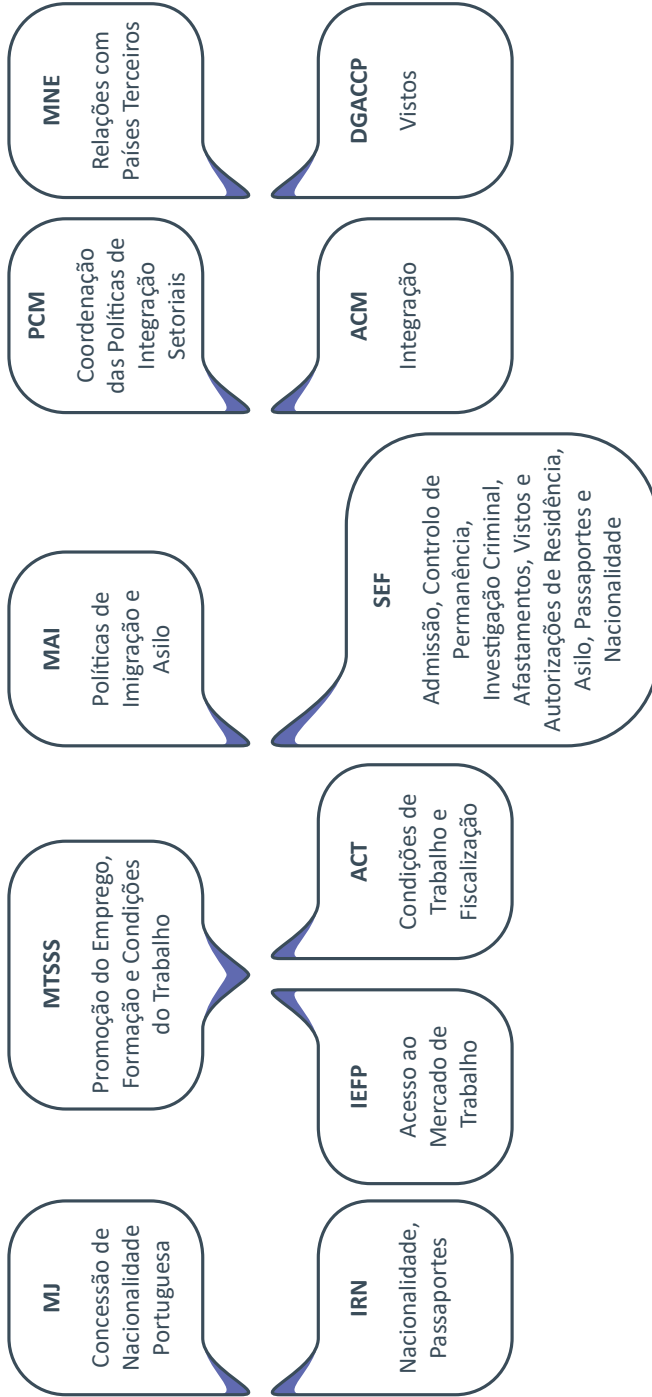 MJ
Concessão de
Nacionalidade
Portuguesa
MTSSS
Promoção do Emprego,
Formação e Condições
do Trabalho
MAI
Políticas de
Imigração e
Asilo
PCM
Coordenação
das Políticas de
Integração
Setoriais
MNE
Relações com
Países Terceiros
IRN
Nacionalidade,
Passaportes
IEFP
Acesso ao
Mercado de
Trabalho
ACT
Condições de
Trabalho e
Fiscalização
SEF
Admissão, Controlo de
Permanência,
Investigação Criminal,
Afastamentos, Vistos e
Autorizações de Residência,
Asilo, Passaportes e
Nacionalidade
ACM
Integração
DGACCP
Vistos